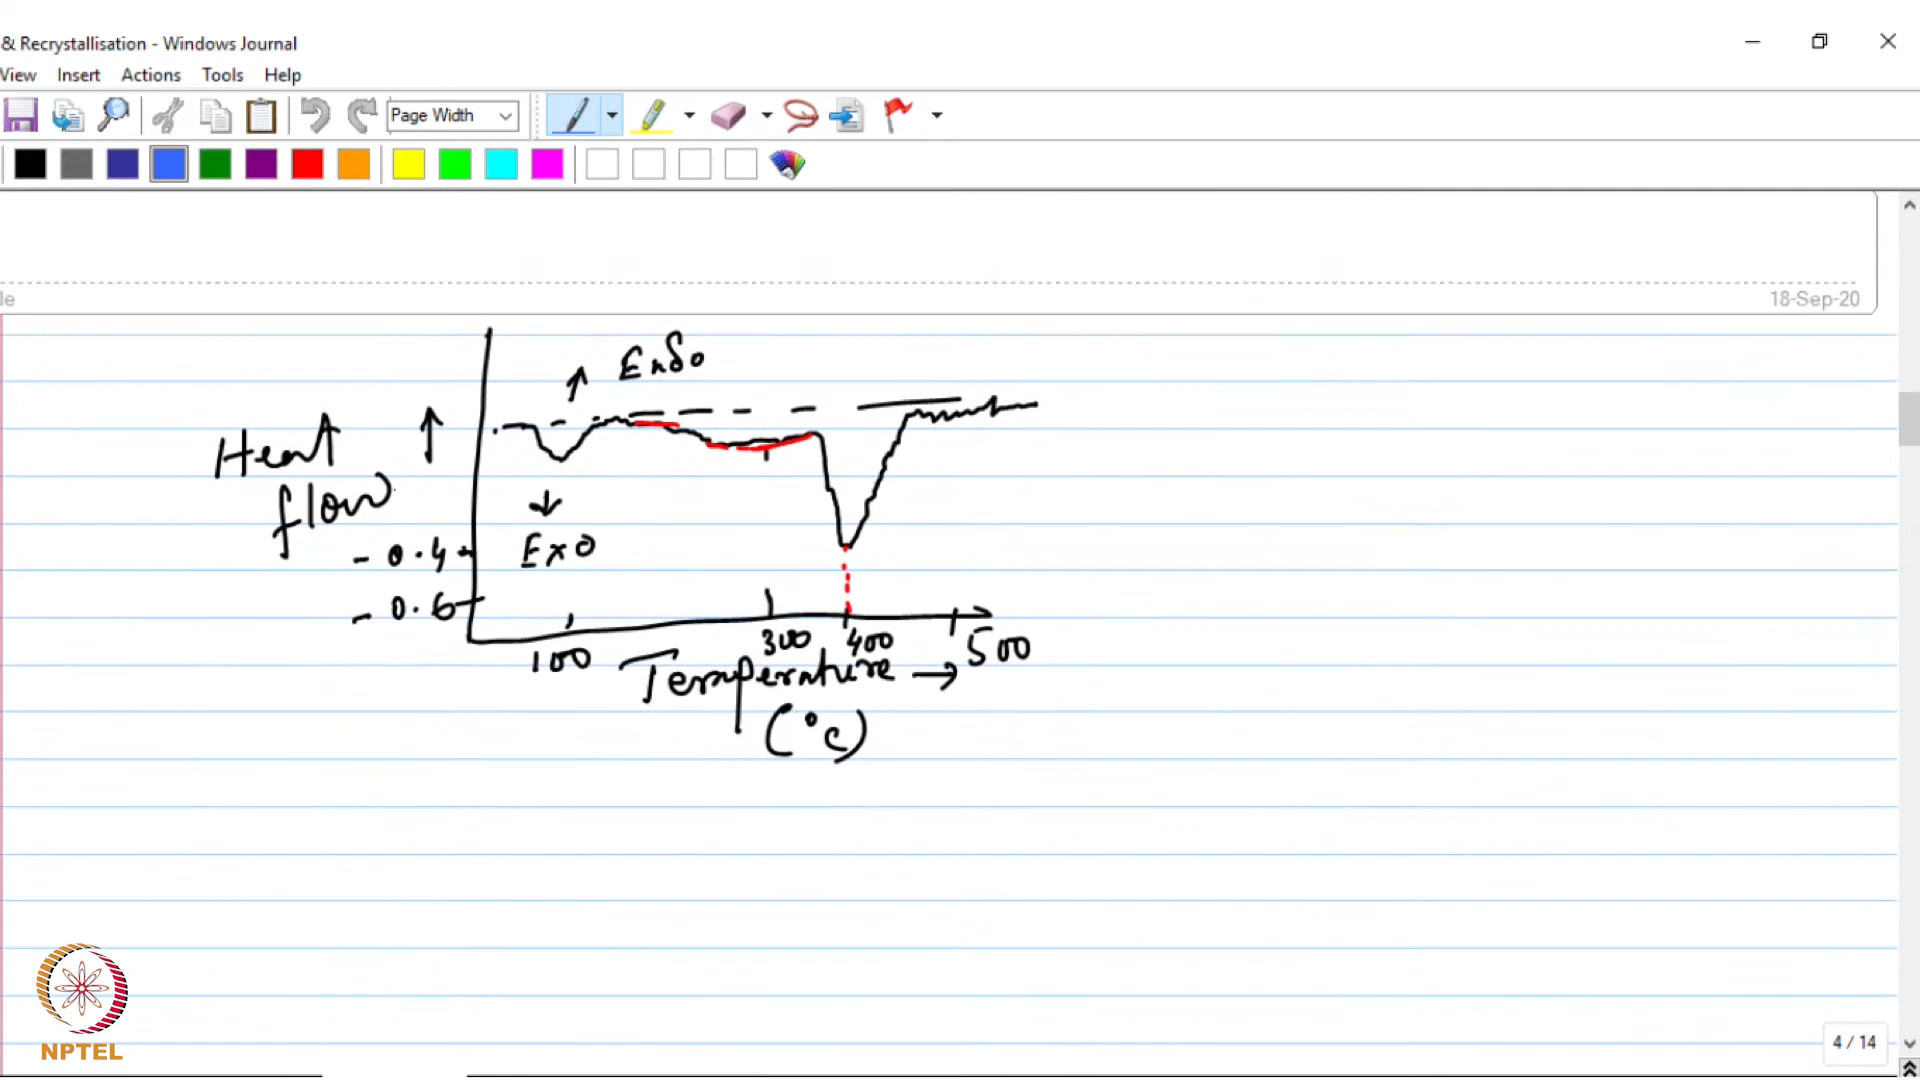 & Recrystallisation - Windows Journal
View Insert Actions Tools Help
Page Width
le
18-Sep-20
Endo
Heat
flow
Exo
- 0.4
- 0.6
100 300 400 500
Temperature
(°c)
NPTEL
4 / 14